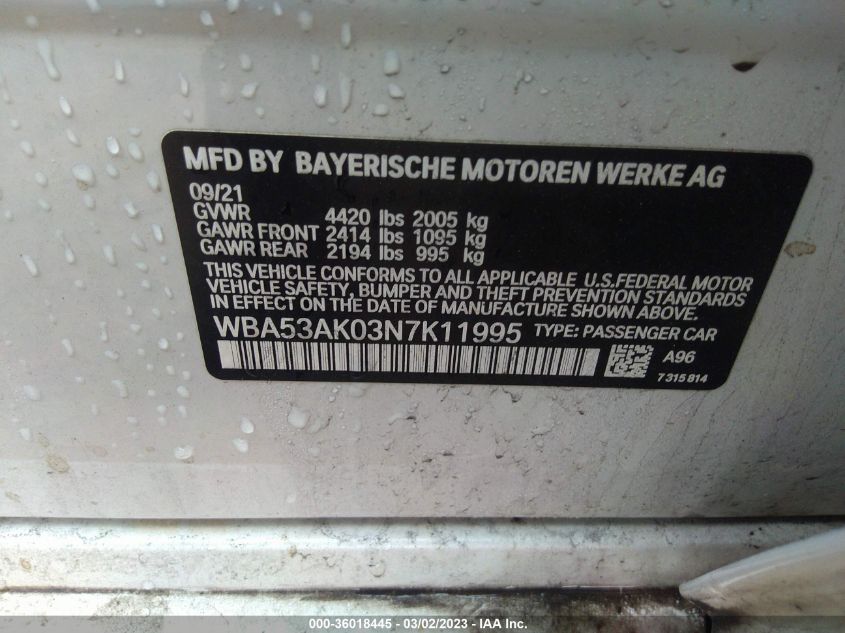 MFD BY BAYERISCHE MOTOREN WERKE AG
09/21
GVWR 4420 lbs 2005 kg
GAWR FRONT 2414 lbs 1095 kg
GAWR REAR 2194 lbs 995 kg
THIS VEHICLE CONFORMS TO ALL APPLICABLE U.S.FEDERAL MOTOR
VEHICLE SAFETY, BUMPER AND THEFT PREVENTION STANDARDS
IN EFFECT ON THE DATE OF MANUFACTURE SHOWN ABOVE.
WBA53AK03N7K11995 TYPE: PASSENGER CAR
A96
7 315 814
000-36018445 - 03/02/2023 - IAA Inc.